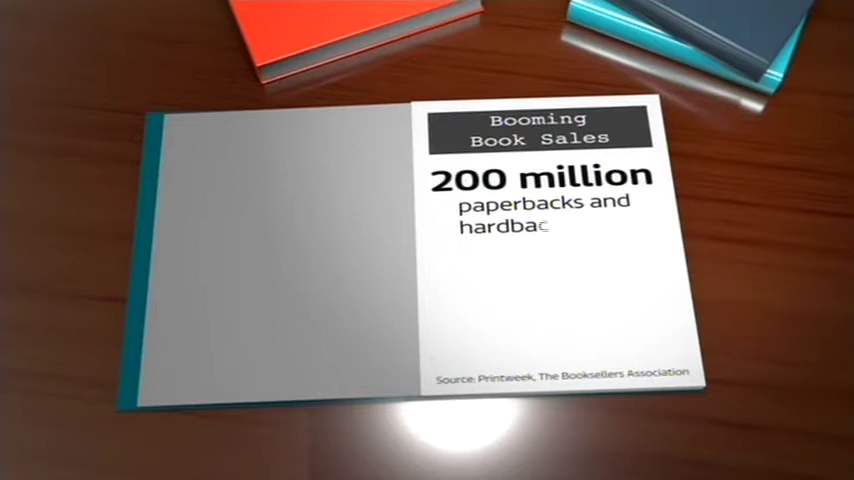 Booming
Book Sales
200 million
paperbacks and
hardbac
Source: Printweek, The Booksellers Association